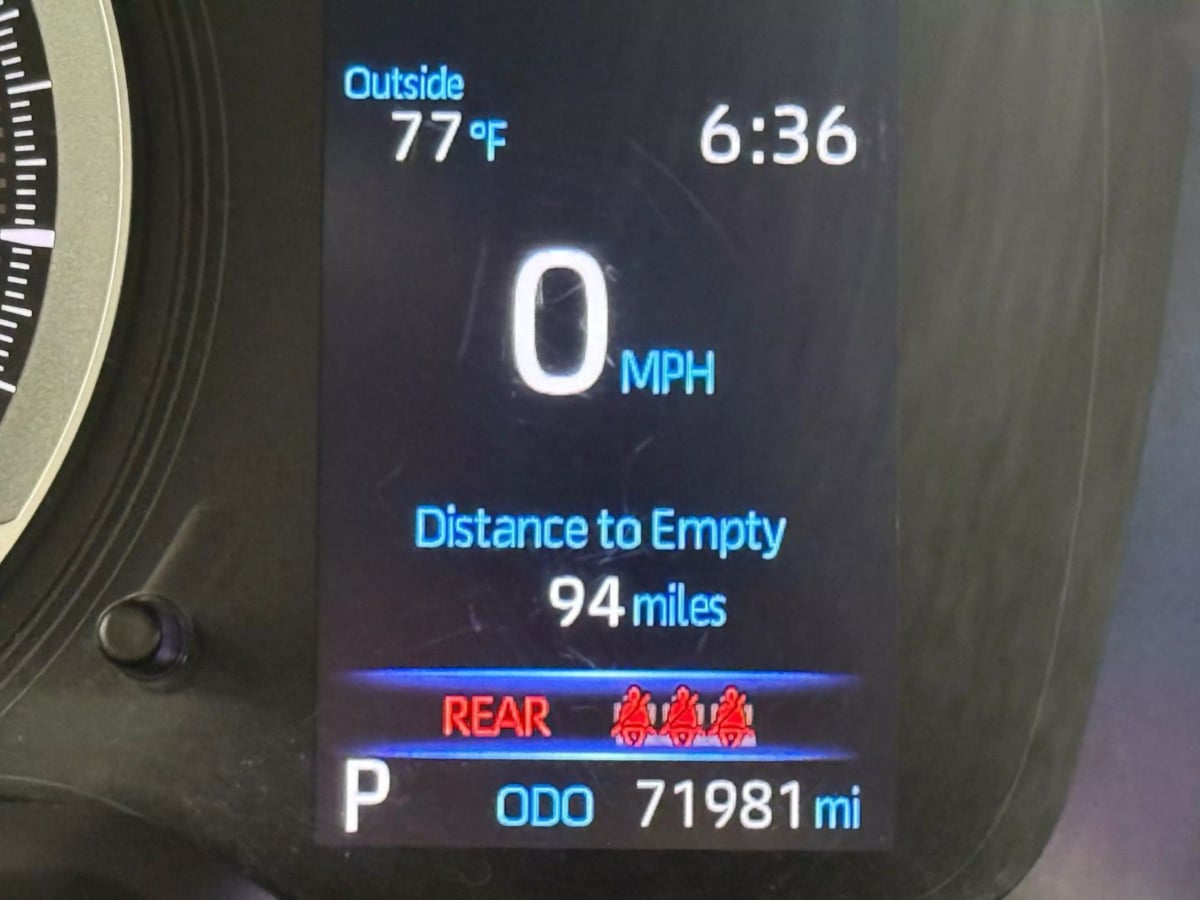 Outside
77°F 6:36
0 MPH
Distance to Empty
94 miles
REAR
P ODO 71981 mi